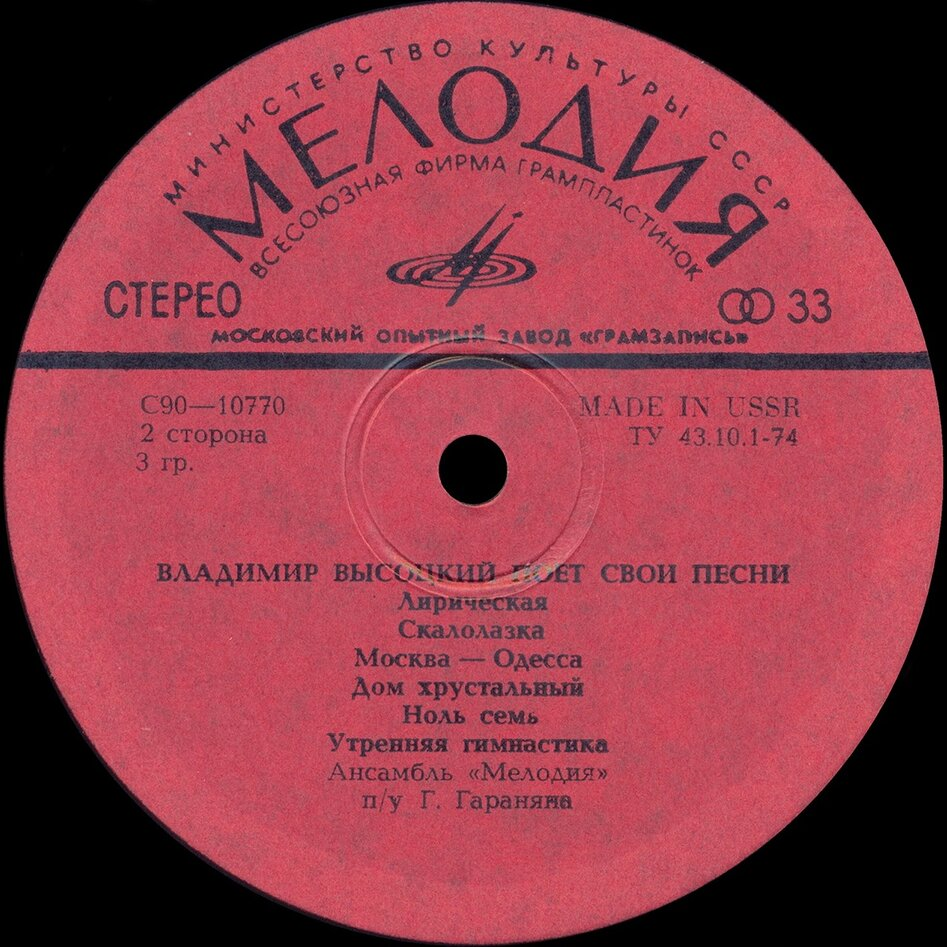 МИНИСТЕРСТВО КУЛЬТУРЫ СССР
МЕЛОДИЯ
ВСЕСОЮЗНАЯ ФИРМА ГРАМПЛАСТИНОК
СТЕРЕО
33
МОСКОВСКИЙ ОПЫТНЫЙ ЗАВОД «ГРАМЗАПИСЬ»
С90—10770
MADE IN USSR
2 сторона
ТУ 43.10.1-74
3 гр.
ВЛАДИМИР ВЫСОЦКИЙ ПОЕТ СВОИ ПЕСНИ
Лирическая
Скалолазка
Москва — Одесса
Дом хрустальный
Ноль семь
Утренняя гимнастика
Ансамбль «Мелодия»
п/у Г. Гараняна